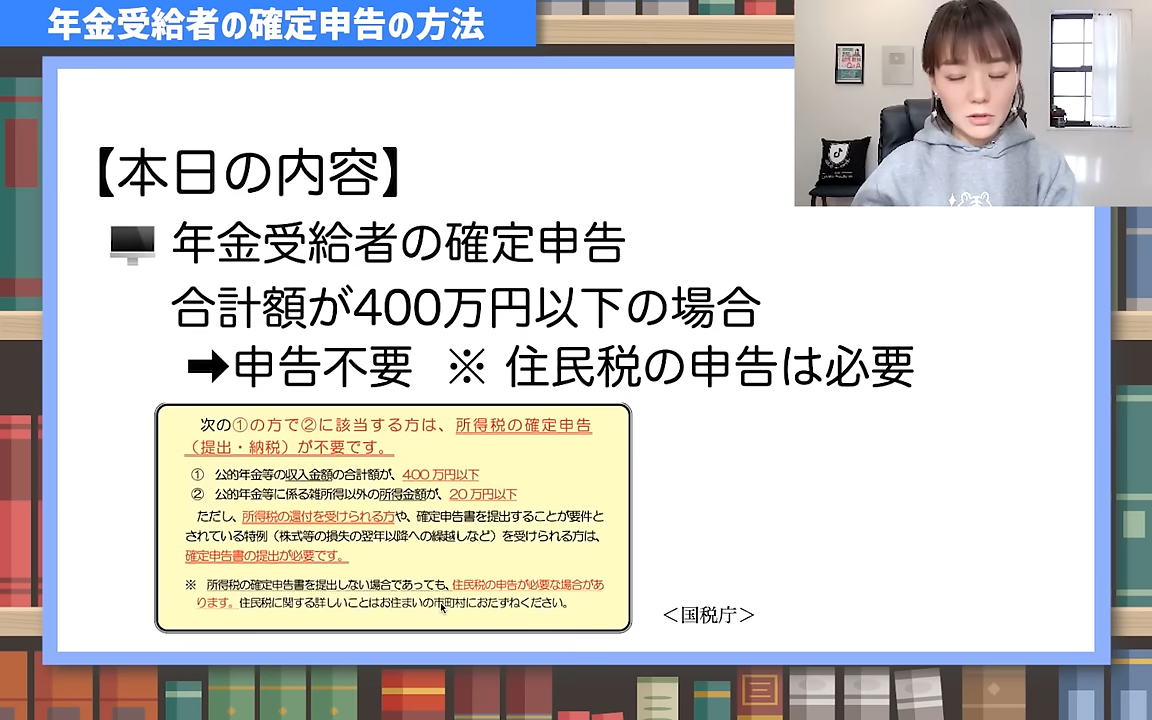 年金受給者の確定申告の方法
【本日の内容】
年金受給者の確定申告
合計額が400万円以下の場合
➡申告不要 ※ 住民税の申告は必要
次の①の方で②に該当する方は、所得税の確定申告
（提出・納税）が不要です。
① 公的年金等の収入金額の合計額が、400万円以下
② 公的年金等に係る雑所得以外の所得金額が、20万円以下
ただし、所得税の還付を受けられる方や、確定申告書を提出することが要件と
されている特例（株式等の損失の翌年以降への繰越しなど）を受けられる方は、
確定申告書の提出が必要です。
※ 所得税の確定申告書を提出しない場合であっても、住民税の申告が必要な場合があ
ります。住民税に関する詳しいことはお住まいの市町村におたずねください。
＜国税庁＞